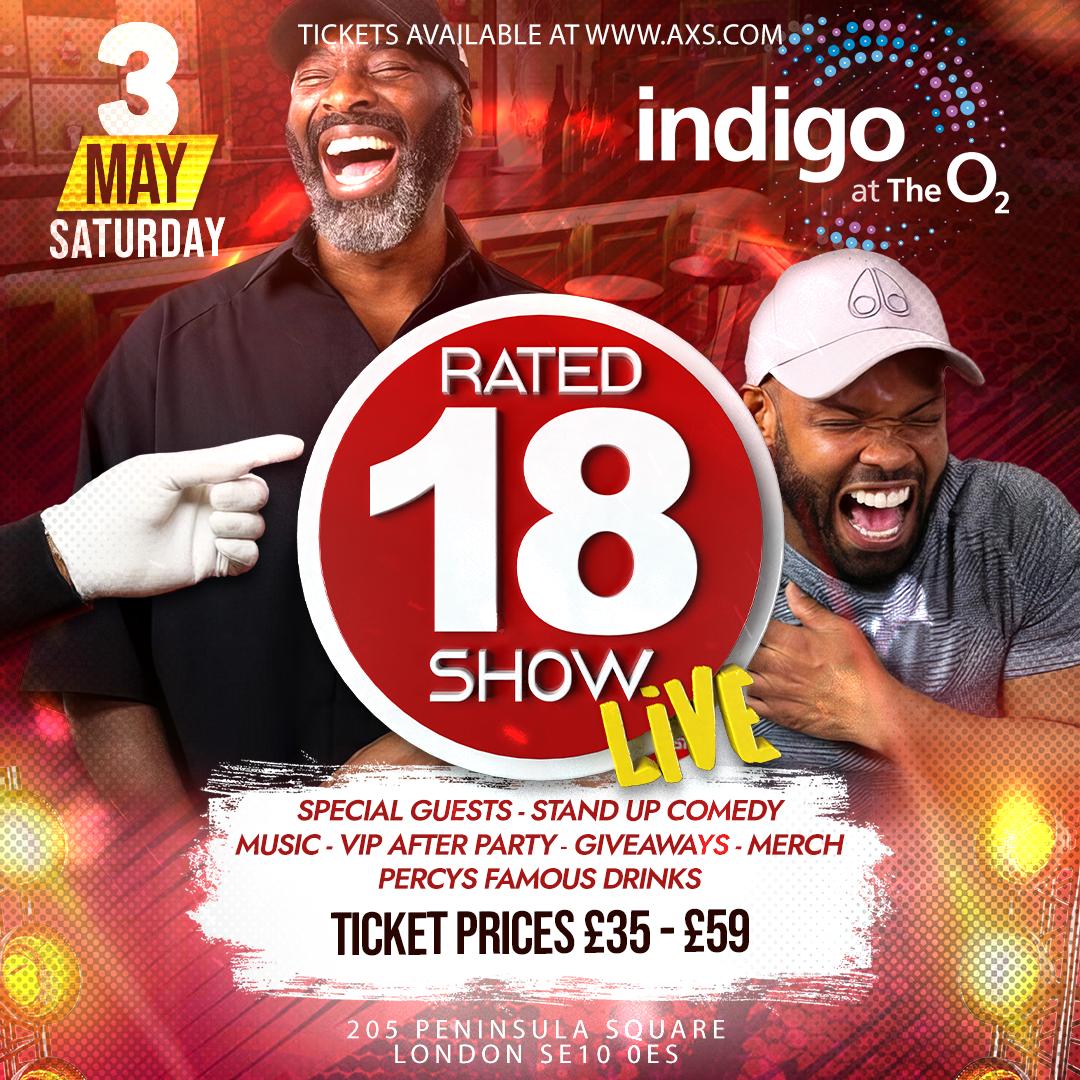 TICKETS AVAILABLE AT WWW.AXS.COM
3
MAY
SATURDAY
indigo
at The O2
RATED
18
SHOW
LiVE
SPECIAL GUESTS - STAND UP COMEDY
MUSIC - VIP AFTER PARTY - GIVEAWAYS - MERCH
PERCYS FAMOUS DRINKS
TICKET PRICES £35 - £59
205 PENINSULA SQUARE
LONDON SE10 0ES